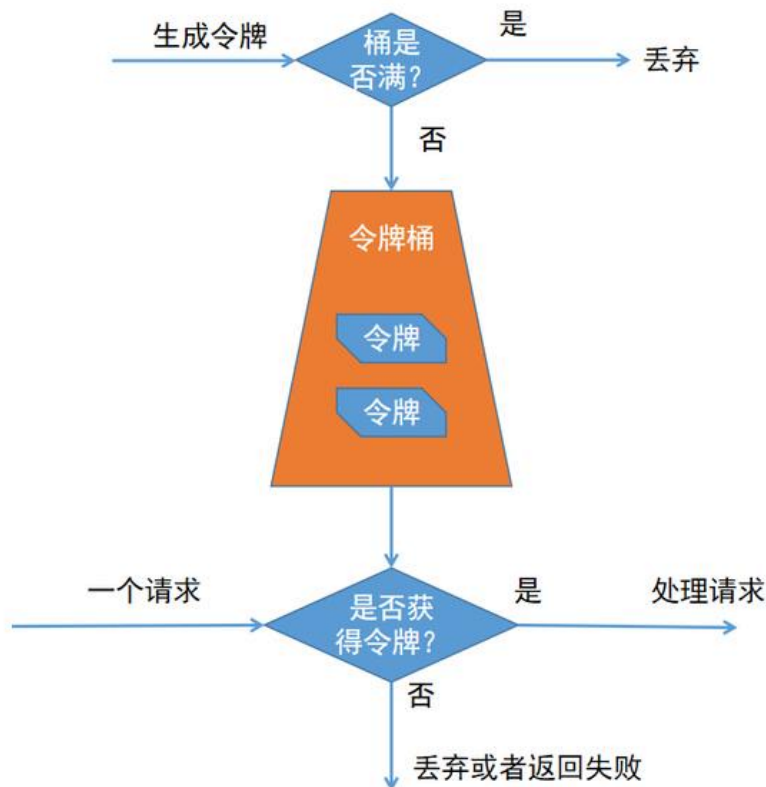 生成令牌
桶是
否满？
是
丢弃
否
令牌桶
令牌
令牌
一个请求
是否获
得令牌？
是
处理请求
否
丢弃或者返回失败